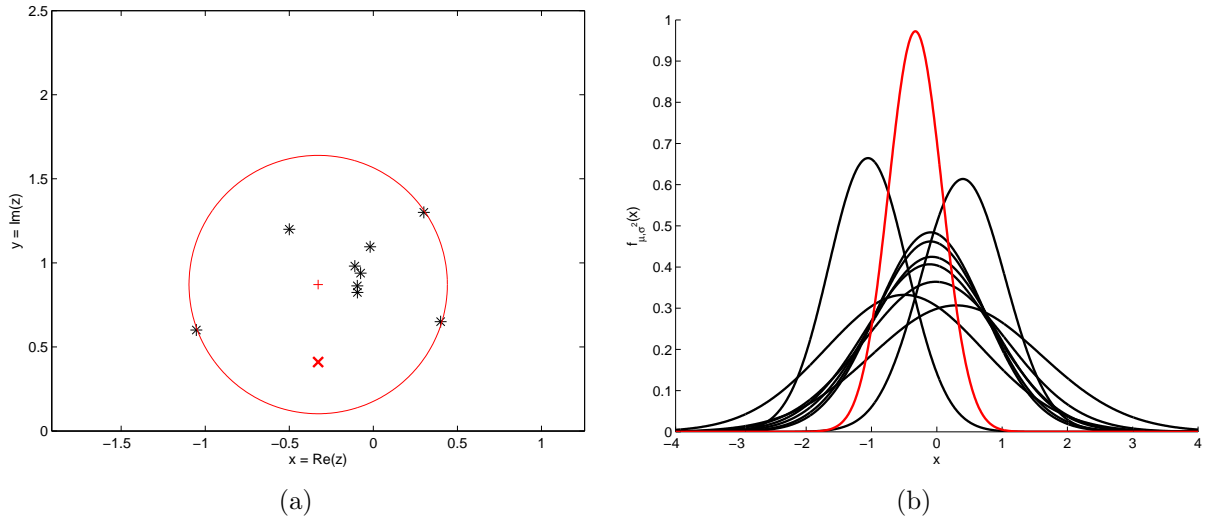 2.5
2
1.5
1
0.5
0
−1.5 −1 −0.5 0 0.5 1
y = Im(z)
x = Re(z)
(a)
1
0.9
0.8
0.7
0.6
0.5
0.4
0.3
0.2
0.1
0
−4 −3 −2 −1 0 1 2 3 4
f_{μ,σ^2}(x)
x
(b)